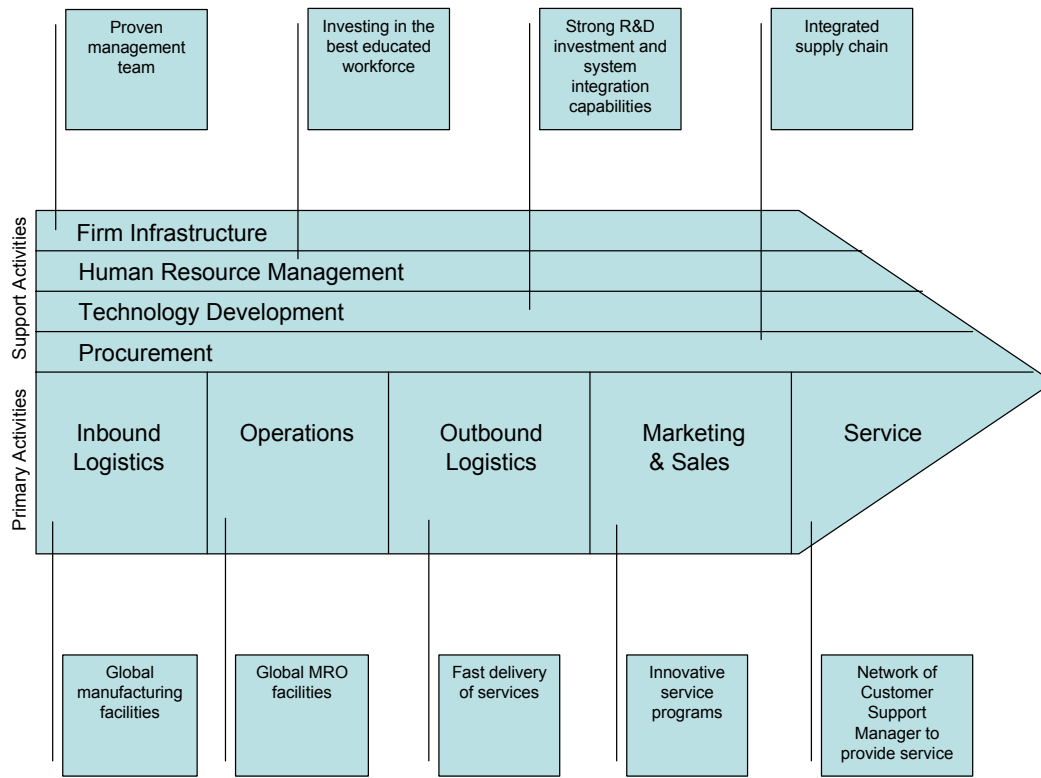 Proven
management
team
Investing in the
best educated
workforce
Strong R&D
investment and
system
integration
capabilities
Integrated
supply chain
Support Activities
Firm Infrastructure
Human Resource Management
Technology Development
Procurement
Primary Activities
Inbound
Logistics
Operations
Outbound
Logistics
Marketing
& Sales
Service
Global
manufacturing
facilities
Global MRO
facilities
Fast delivery
of services
Innovative
service
programs
Network of
Customer
Support
Manager to
provide service